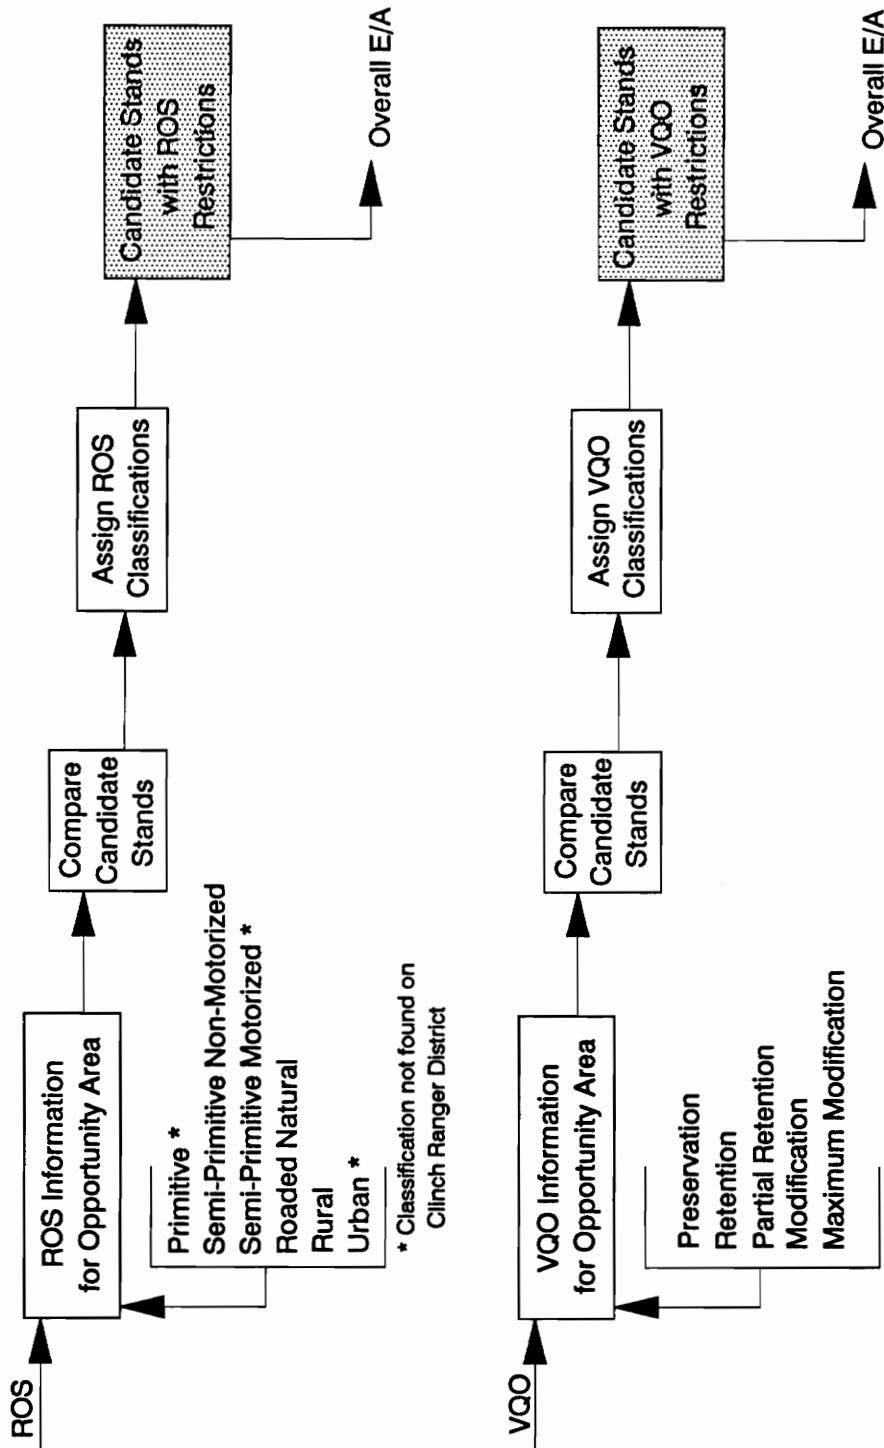 ROS
ROS Information
for Opportunity Area
Primitive *
Semi-Primitive Non-Motorized
Semi-Primitive Motorized *
Roaded Natural
Rural
Urban *
* Classification not found on
Clinch Ranger District
Compare
Candidate
Stands
Assign ROS
Classifications
Candidate Stands
with ROS
Restrictions
Overall E/A
VQO
VQO Information
for Opportunity Area
Preservation
Retention
Partial Retention
Modification
Maximum Modification
Compare
Candidate
Stands
Assign VQO
Classifications
Candidate Stands
with VQO
Restrictions
Overall E/A